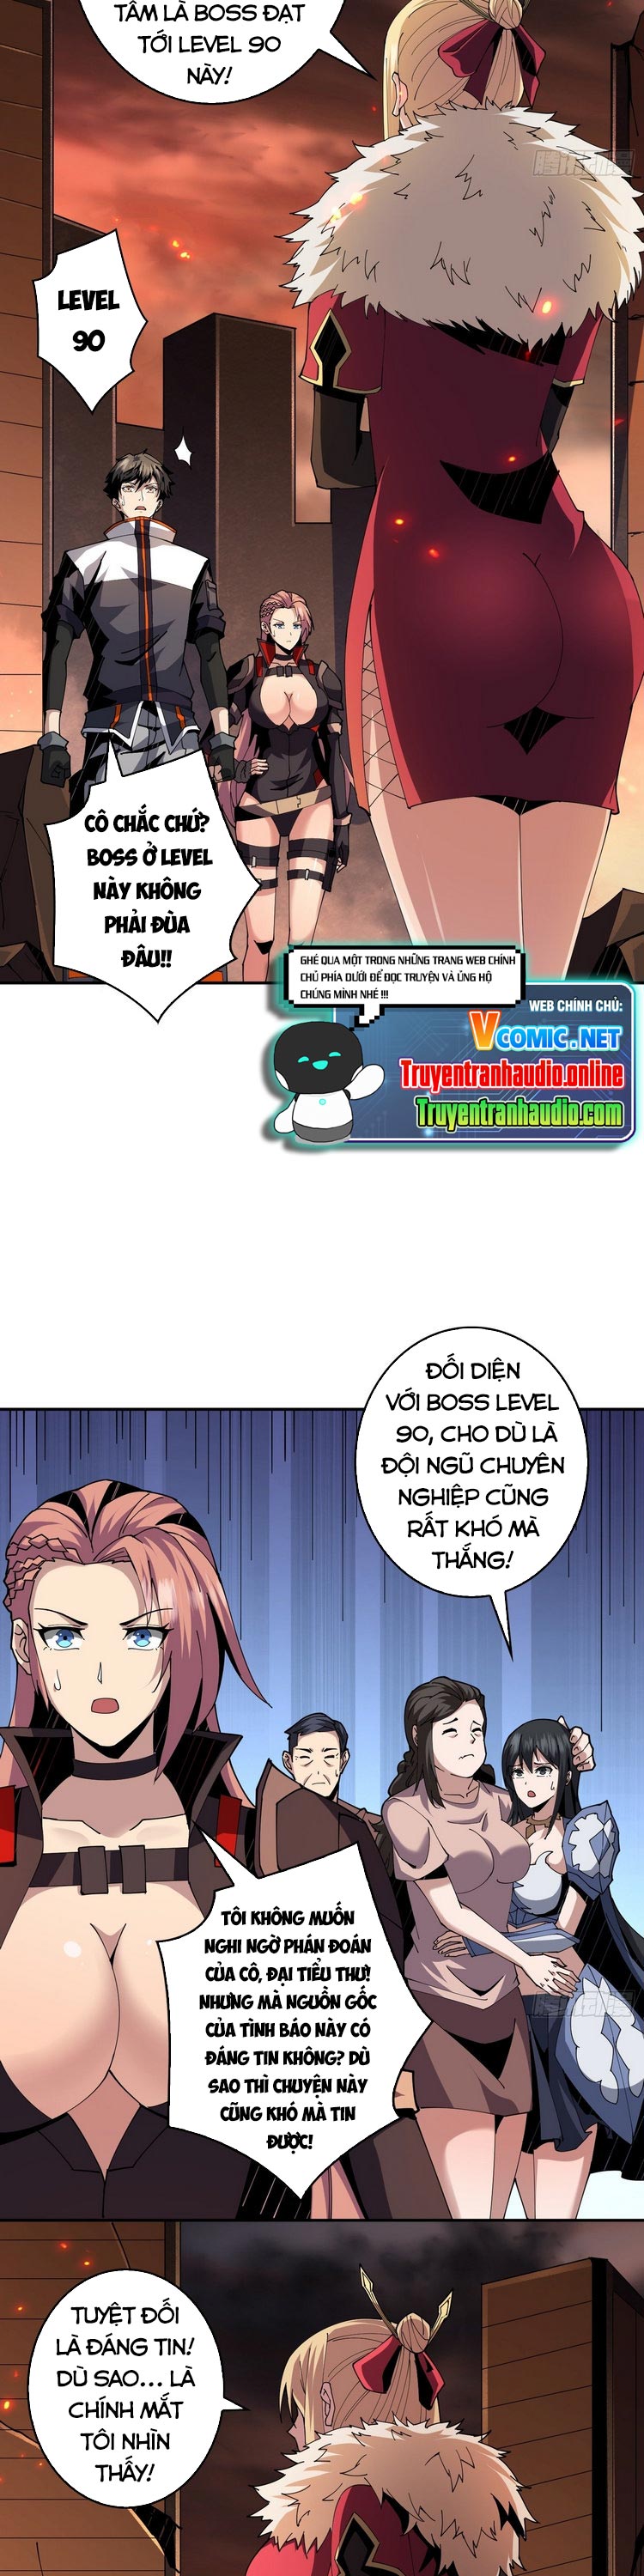 TÂM LÀ BOSS ĐẠT
TỚI LEVEL 90
NÀY!
LEVEL
90
CÔ CHẮC CHỨ?
BOSS Ở LEVEL
NÀY KHÔNG
PHẢI ĐÙA
ĐÂU!!
GHÉ QUA MỘT TRONG NHỮNG TRANG WEB CHÍNH
CHỦ PHÍA DƯỚI ĐỂ ĐỌC TRUYỆN VÀ ỦNG HỘ
CHÚNG MÌNH NHÉ !!!
WEB CHÍNH CHỦ:
VCOMIC.NET
Truyentranhaudio.online
Truyentranhaudio.com
ĐỐI DIỆN
VỚI BOSS LEVEL
90, CHO DÙ LÀ
ĐỘI NGŨ CHUYÊN
NGHIỆP CŨNG
RẤT KHÓ MÀ
THẮNG!
TÔI KHÔNG MUỐN
NGHI NGỜ PHÁN ĐOÁN
CỦA CÔ, ĐẠI TIỂU THƯ!
NHƯNG MÀ NGUỒN GỐC
CỦA TÌNH BÁO NÀY CÓ
ĐÁNG TIN KHÔNG? DÙ
SAO THÌ CHUYỆN NÀY
CŨNG KHÓ MÀ TIN
ĐƯỢC!
TUYỆT ĐỐI
LÀ ĐÁNG TIN!
DÙ SAO... LÀ
CHÍNH MẮT
TÔI NHÌN
THẤY!